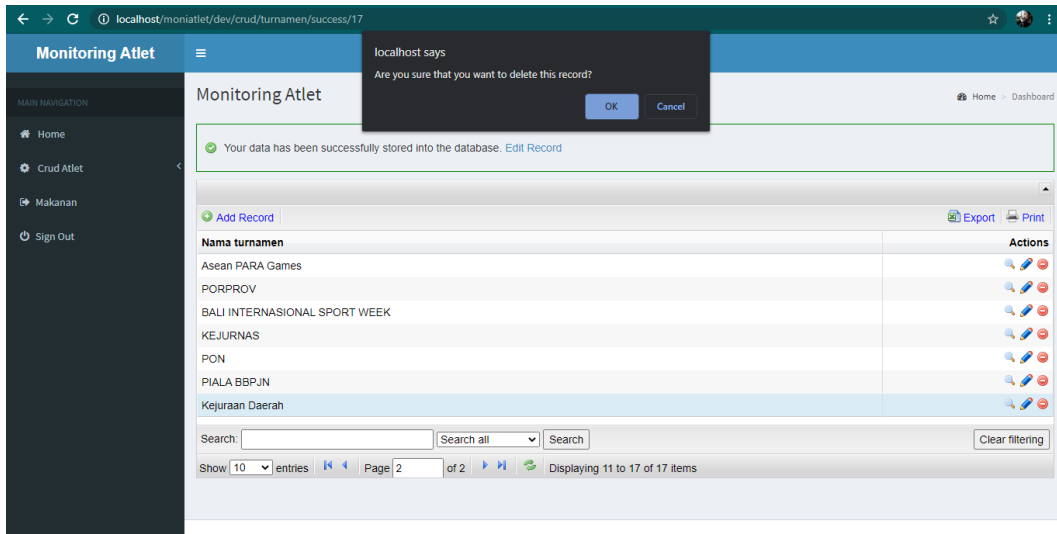 localhost/moniatlet/dev/crud/turnamen/success/17
Monitoring Atlet
localhost says
Are you sure that you want to delete this record?
OK Cancel
MAIN NAVIGATION
Home
Crud Atlet
Makanan
Sign Out
Monitoring Atlet
Home > Dashboard
Your data has been successfully stored into the database. Edit Record
Add Record Export Print
Nama turnamen Actions
Asean PARA Games
PORPROV
BALI INTERNASIONAL SPORT WEEK
KEJURNAS
PON
PIALA BBPJN
Kejuraan Daerah
Search: Search all Search Clear filtering
Show 10 entries Page 2 of 2 Displaying 11 to 17 of 17 items